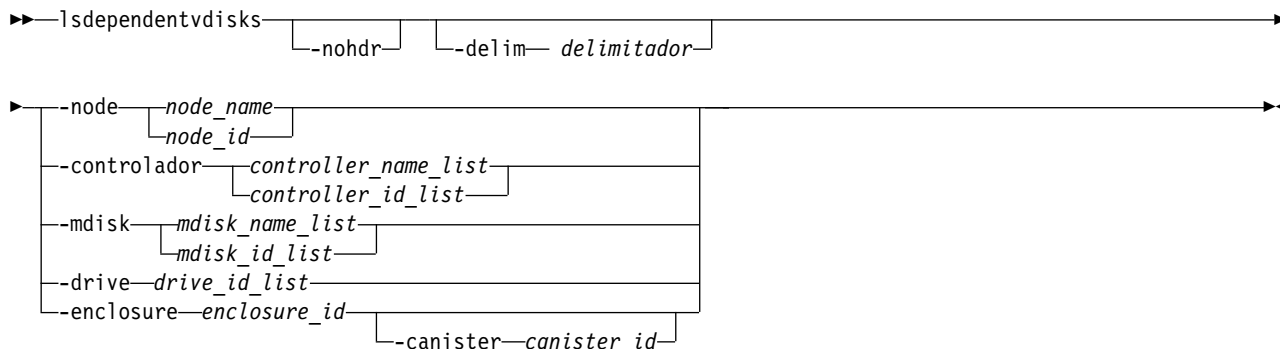 lsdependentvdisks
-nohdr -delim delimitador
-node node_name
node_id
-controlador controller_name_list
controller_id_list
-mdisk mdisk_name_list
mdisk_id_list
-drive drive_id_list
-enclosure enclosure_id
-canister canister id